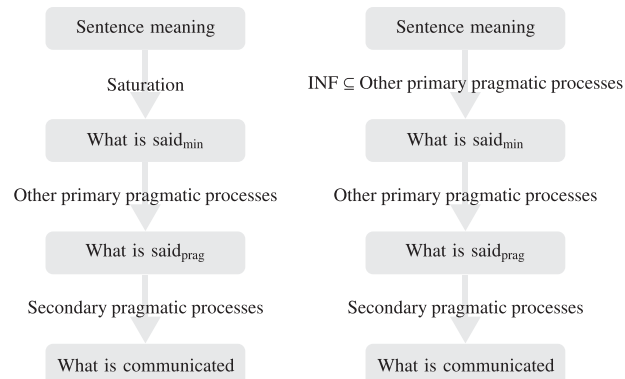 Sentence meaning
Saturation
What is said_min
Other primary pragmatic processes
What is said_prag
Secondary pragmatic processes
What is communicated
Sentence meaning
INF ⊆ Other primary pragmatic processes
What is said_min
Other primary pragmatic processes
What is said_prag
Secondary pragmatic processes
What is communicated